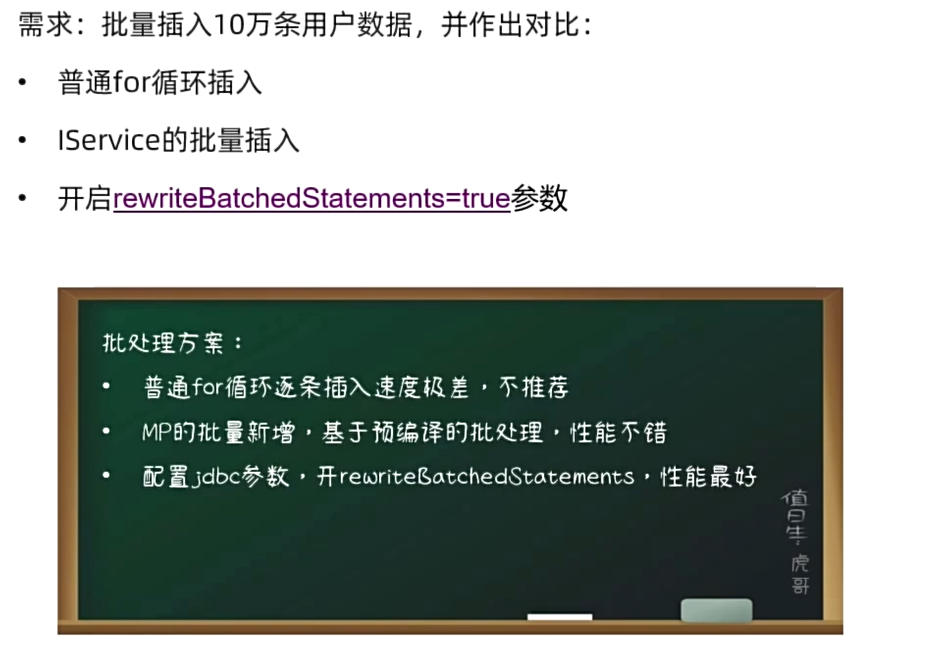 需求：批量插入10万条用户数据，并作出对比：
• 普通for循环插入
• IService的批量插入
• 开启rewriteBatchedStatements=true参数
批处理方案：
• 普通for循环逐条插入速度极差，不推荐
• MP的批量新增，基于预编译的批处理，性能不错
• 配置jdbc参数，开rewriteBatchedStatements，性能最好
值日生：虎哥